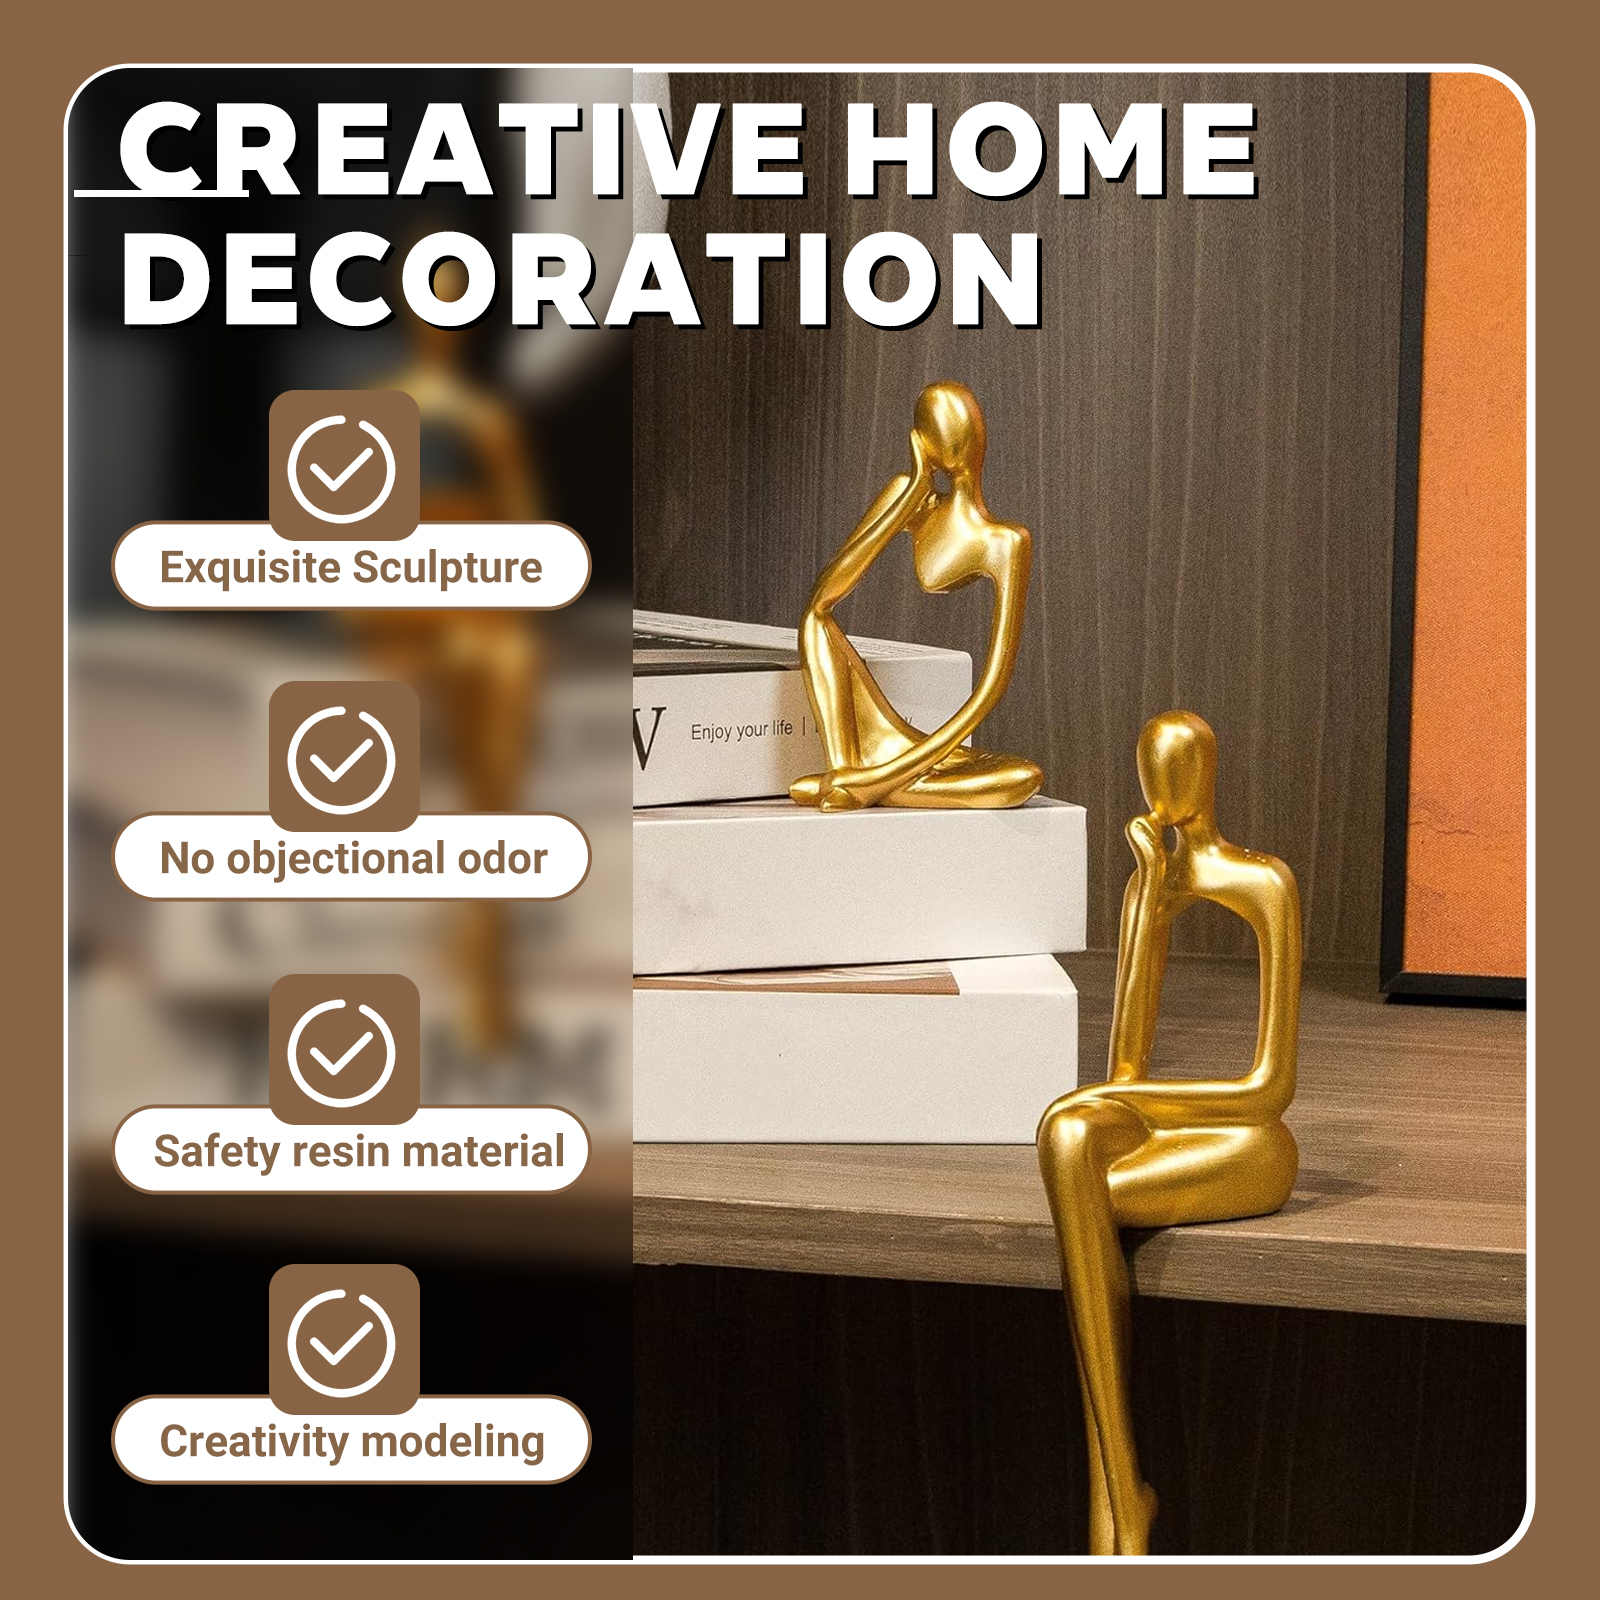 CREATIVE HOME
DECORATION
Exquisite Sculpture
No objectional odor
Safety resin material
Creativity modeling
Enjoy your life |